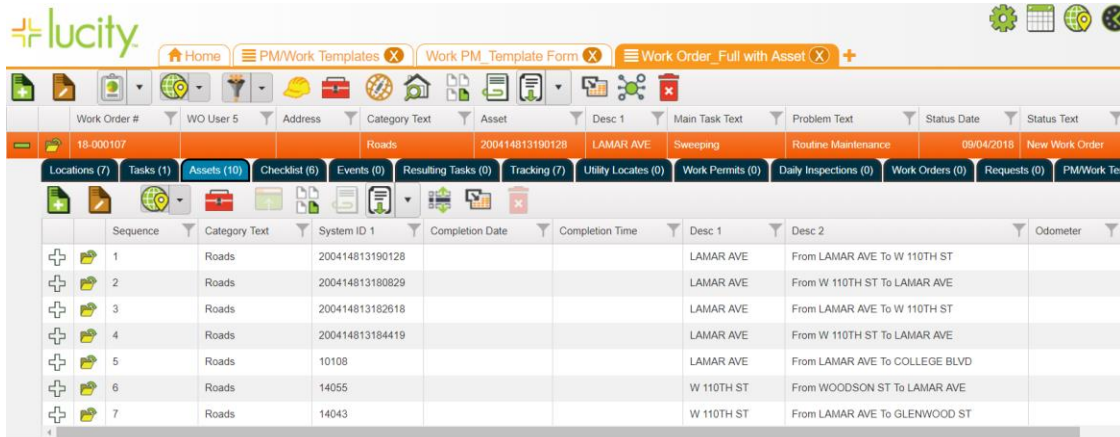 lucity
Home PM/Work Templates X Work PM_Template Form X Work Order_Full with Asset X
Work Order # WO User 5 Address Category Text Asset Desc 1 Main Task Text Problem Text Status Date Status Text
18-000107 Roads 200414813190128 LAMAR AVE Sweeping Routine Maintenance 09/04/2018 New Work Order
Locations (7) Tasks (1) Assets (10) Checklist (6) Events (0) Resulting Tasks (0) Tracking (7) Utility Locates (0) Work Permits (0) Daily Inspections (0) Work Orders (0) Requests (0) PM/Work Te
Sequence Category Text System ID 1 Completion Date Completion Time Desc 1 Desc 2 Odometer
1 Roads 200414813190128 LAMAR AVE From LAMAR AVE To W 110TH ST
2 Roads 200414813180829 LAMAR AVE From W 110TH ST To LAMAR AVE
3 Roads 200414813182618 LAMAR AVE From LAMAR AVE To W 110TH ST
4 Roads 200414813184419 LAMAR AVE From W 110TH ST To LAMAR AVE
5 Roads 10108 LAMAR AVE From LAMAR AVE To COLLEGE BLVD
6 Roads 14055 W 110TH ST From WOODSON ST To LAMAR AVE
7 Roads 14043 W 110TH ST From LAMAR AVE To GLENWOOD ST